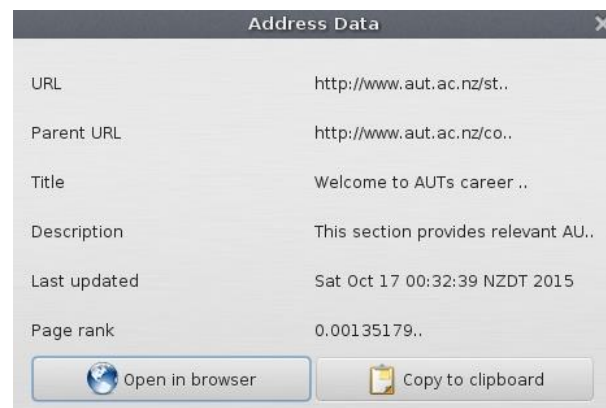 Address Data
URL http://www.aut.ac.nz/st..
Parent URL http://www.aut.ac.nz/co..
Title Welcome to AUTs career ..
Description This section provides relevant AU..
Last updated Sat Oct 17 00:32:39 NZDT 2015
Page rank 0.00135179..
Open in browser Copy to clipboard